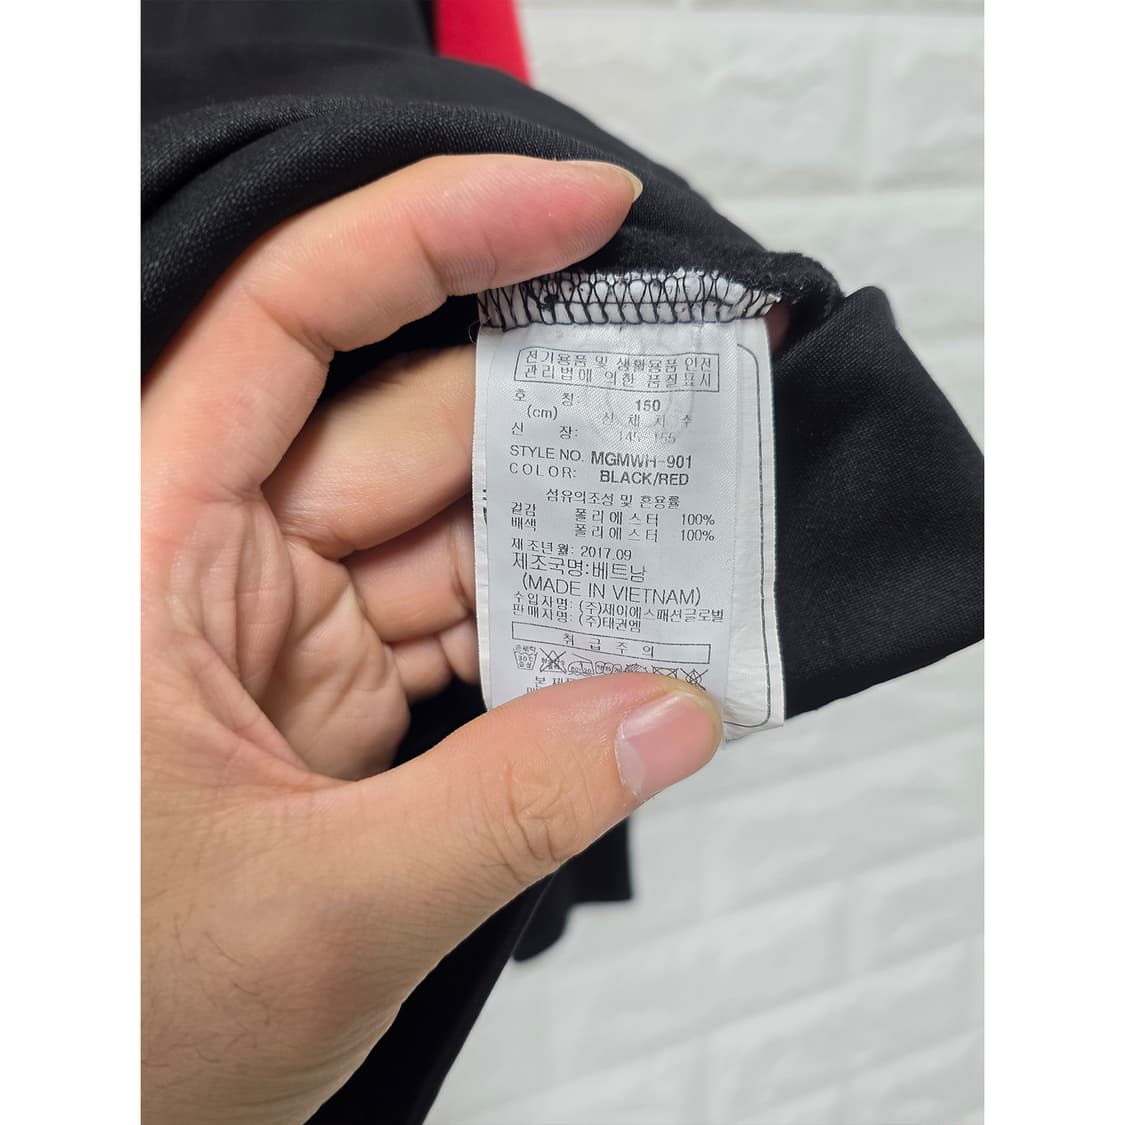 전기용품 및 생활용품 안전
관리법에 의한 품질표시
호 칭: 150
(cm) 신 체 치 수
신 장: 145 155
STYLE NO. MGMWH-901
COLOR: BLACK/RED
섬유의조성 및 혼용률
겉감 폴리에스터 100%
배색 폴리에스터 100%
제조년월: 2017.09
제조국명:베트남
(MADE IN VIETNAM)
수입자명: (주)제이에스패션글로벌
판매자명: (주)태권엠
취 급 주 의
본 제